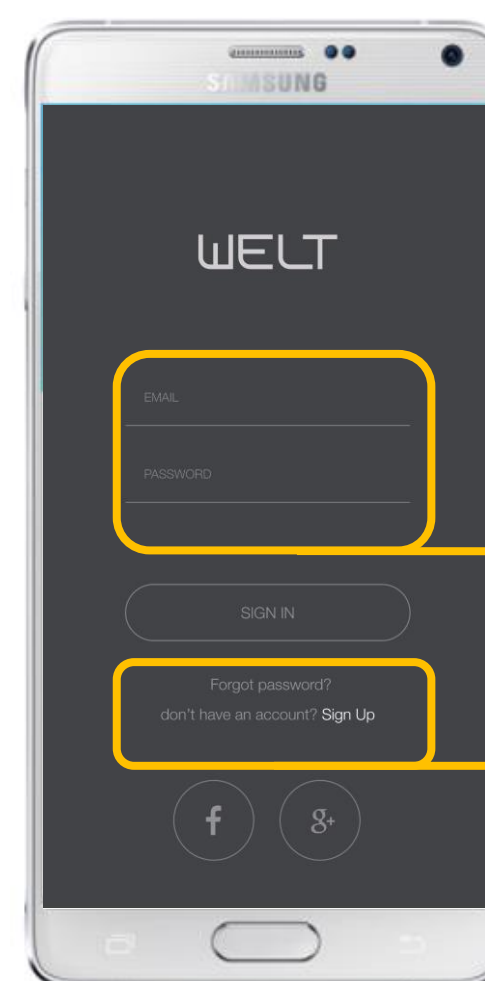 SAMSUNG
WELT
EMAIL
PASSWORD
SIGN IN
Forgot password?
don't have an account? Sign Up
f
g+